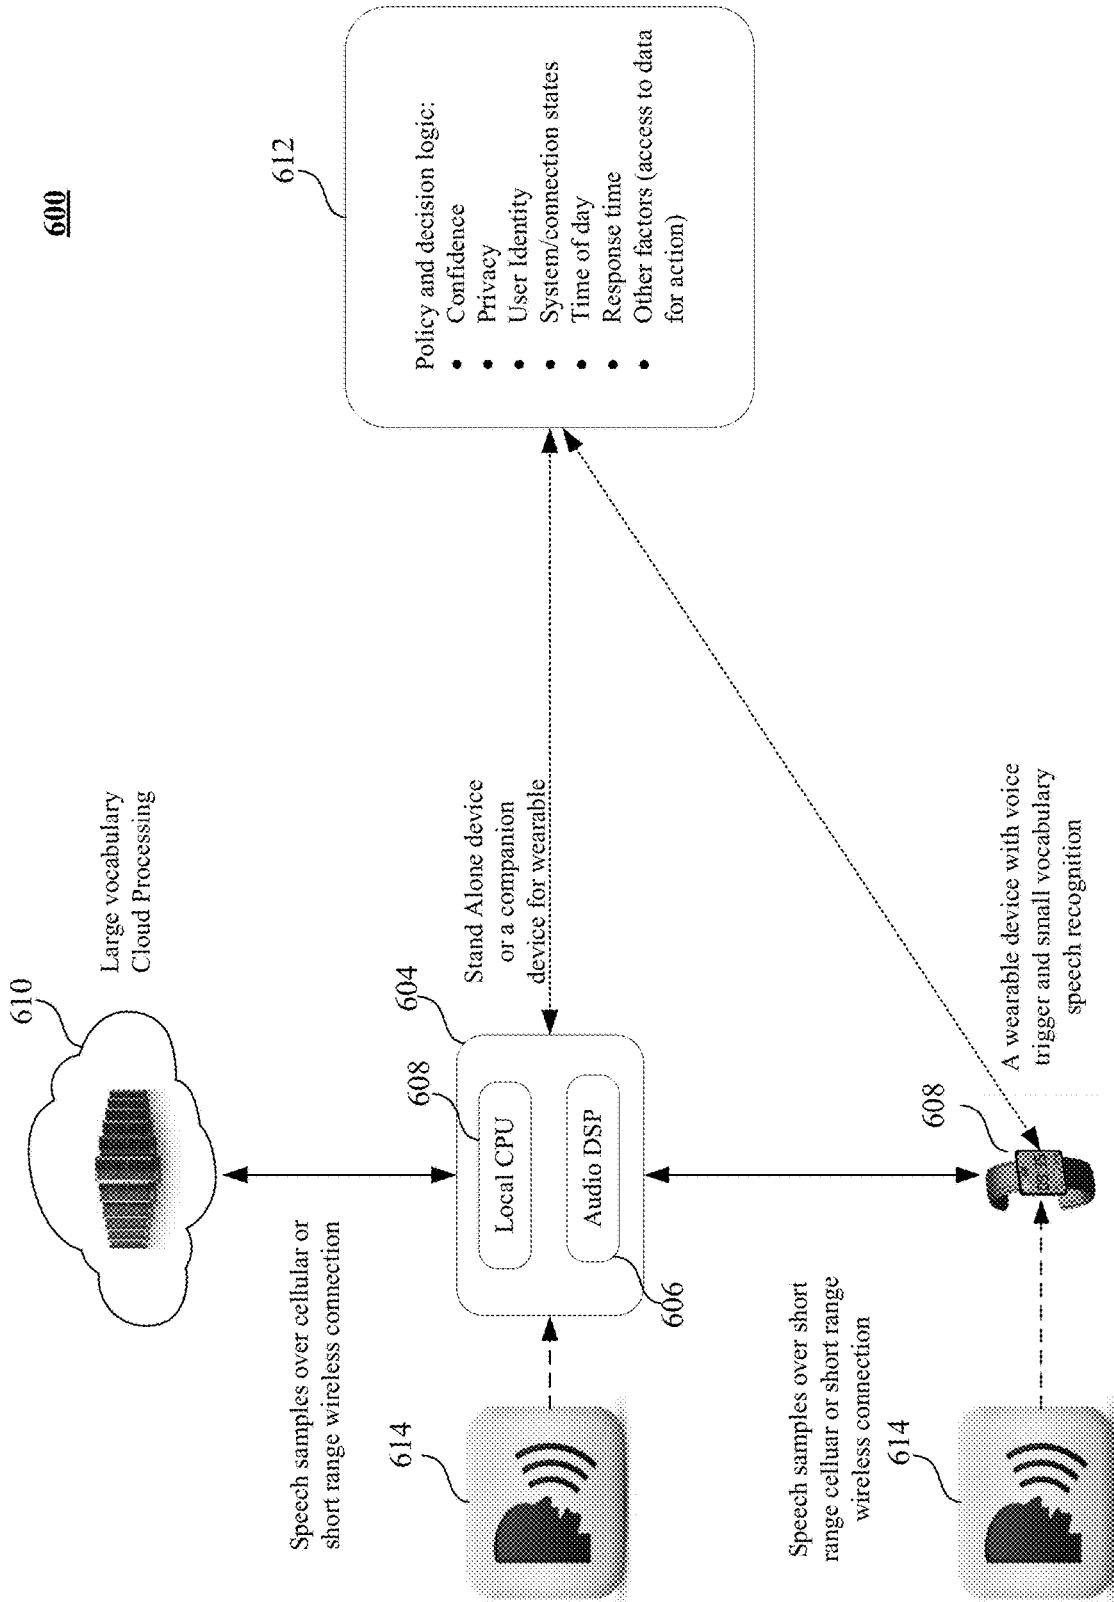 600
610
Large vocabulary
Cloud Processing
Speech samples over cellular or
short range wireless connection
614
604
608
Local CPU
Audio DSP
606
Stand Alone device
or a companion
device for wearable
612
Policy and decision logic:
• Confidence
• Privacy
• User Identity
• System/connection states
• Time of day
• Response time
• Other factors (access to data
for action)
Speech samples over short
range celluar or short range
wireless connection
614
608
A wearable device with voice
trigger and small vocabulary
speech recognition